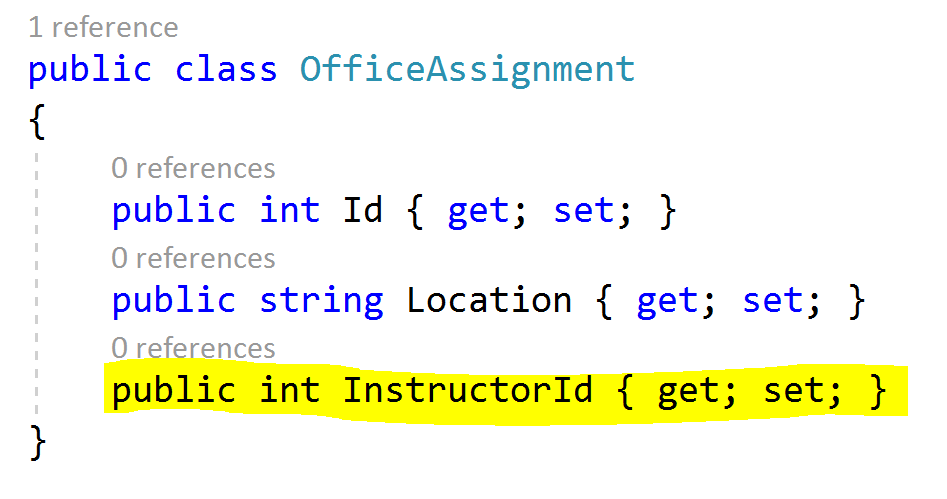 1 reference
public class OfficeAssignment
{
0 references
public int Id { get; set; }
0 references
public string Location { get; set; }
0 references
public int InstructorId { get; set; }
}